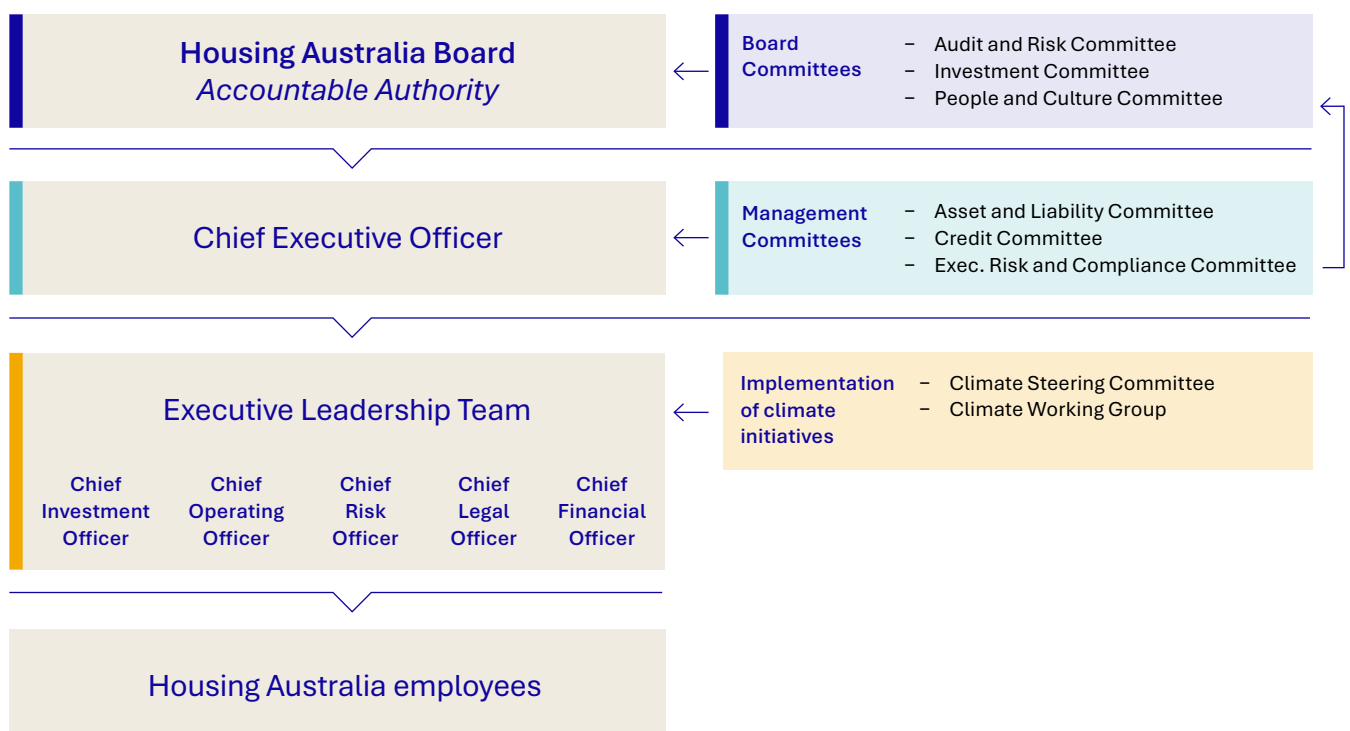 Housing Australia Board
Accountable Authority
Board
Committees
– Audit and Risk Committee
– Investment Committee
– People and Culture Committee
Chief Executive Officer
Management
Committees
– Asset and Liability Committee
– Credit Committee
– Exec. Risk and Compliance Committee
Executive Leadership Team
Chief
Investment
Officer
Chief
Operating
Officer
Chief
Risk
Officer
Chief
Legal
Officer
Chief
Financial
Officer
Implementation
of climate
initiatives
– Climate Steering Committee
– Climate Working Group
Housing Australia employees